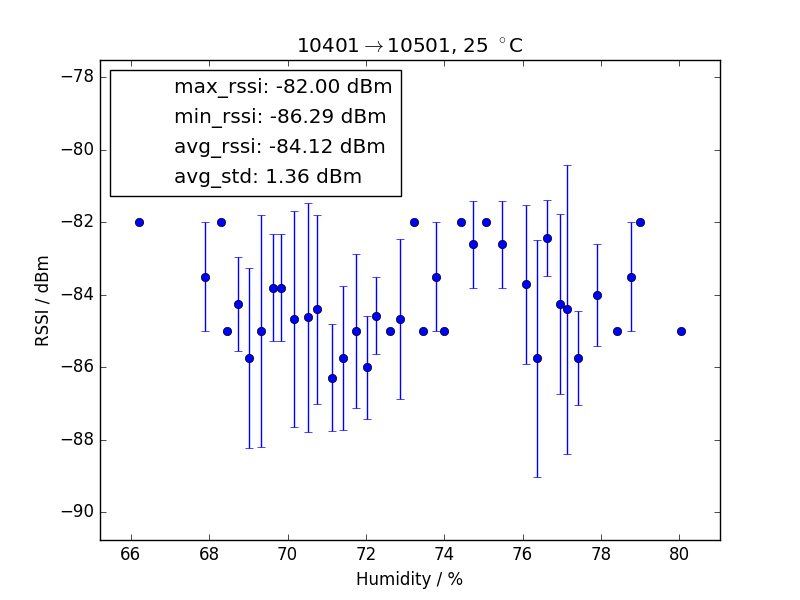 10401→10501, 25 °C
max_rssi: -82.00 dBm
min_rssi: -86.29 dBm
avg_rssi: -84.12 dBm
avg_std: 1.36 dBm
RSSI / dBm
−78
−80
−82
−84
−86
−88
−90
66 68 70 72 74 76 78 80
Humidity / %